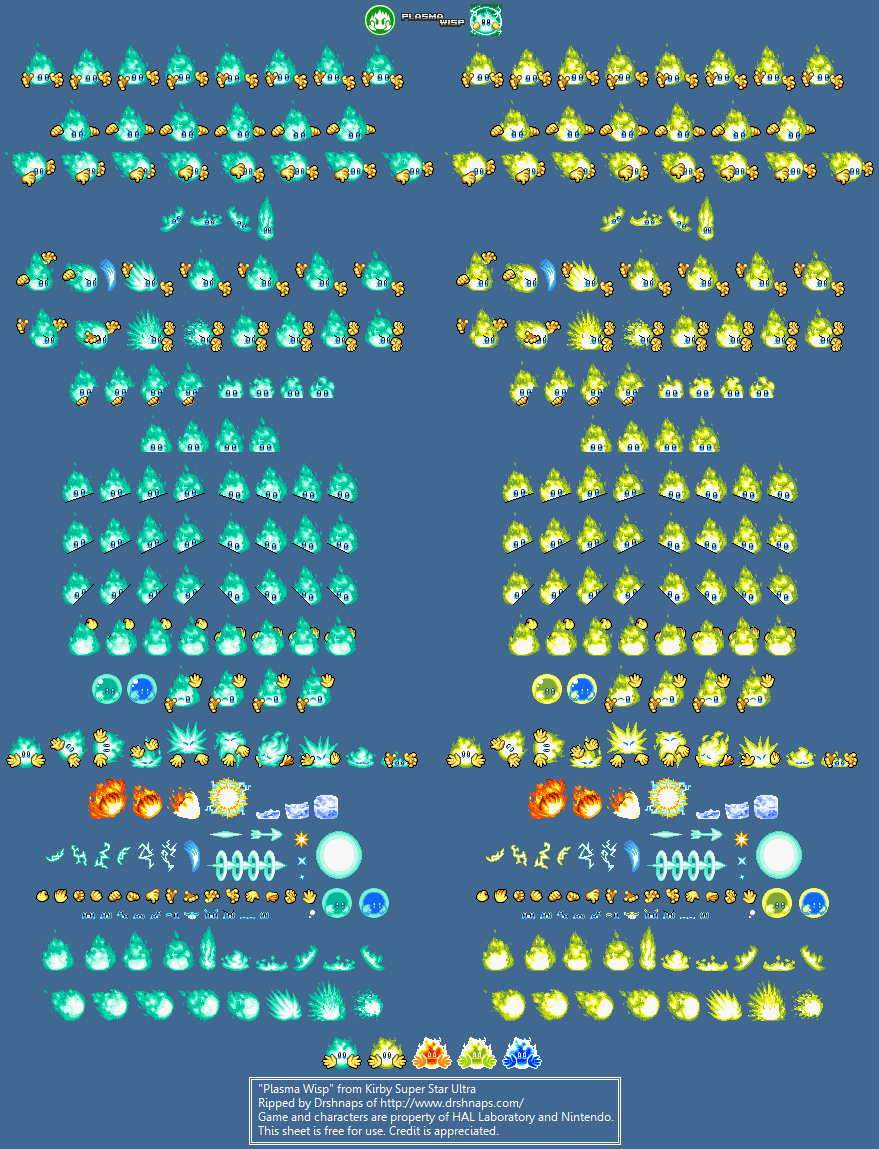 PLASMA
WISP
"Plasma Wisp" from Kirby Super Star Ultra
Ripped by Drshnaps of http://www.drshnaps.com/
Game and characters are property of HAL Laboratory and Nintendo.
This sheet is free for use. Credit is appreciated.